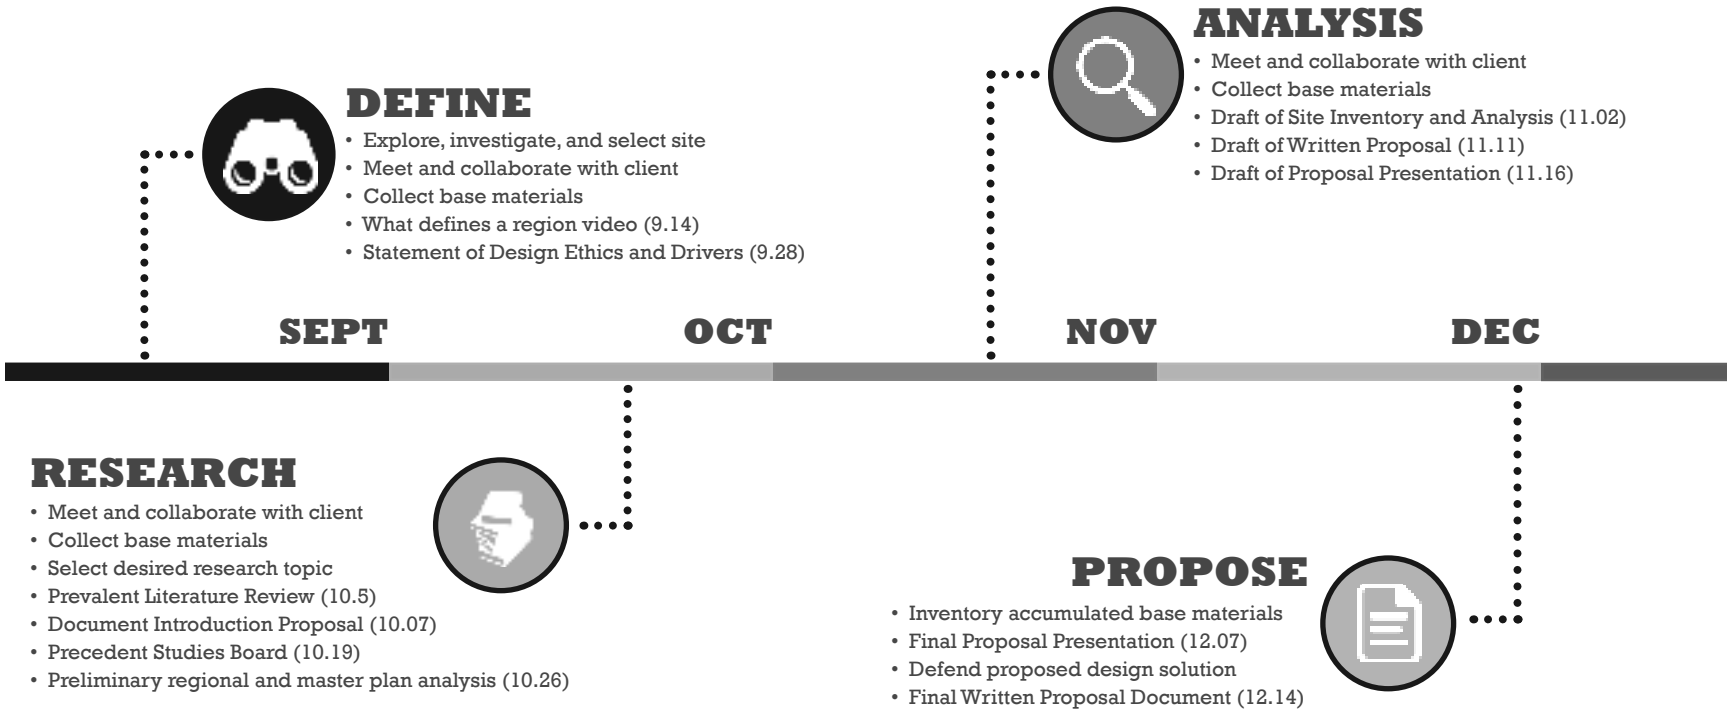 DEFINE
• Explore, investigate, and select site
• Meet and collaborate with client
• Collect base materials
• What defines a region video (9.14)
• Statement of Design Ethics and Drivers (9.28)
ANALYSIS
• Meet and collaborate with client
• Collect base materials
• Draft of Site Inventory and Analysis (11.02)
• Draft of Written Proposal (11.11)
• Draft of Proposal Presentation (11.16)
SEPT
OCT
NOV
DEC
RESEARCH
• Meet and collaborate with client
• Collect base materials
• Select desired research topic
• Prevalent Literature Review (10.5)
• Document Introduction Proposal (10.07)
• Precedent Studies Board (10.19)
• Preliminary regional and master plan analysis (10.26)
PROPOSE
• Inventory accumulated base materials
• Final Proposal Presentation (12.07)
• Defend proposed design solution
• Final Written Proposal Document (12.14)